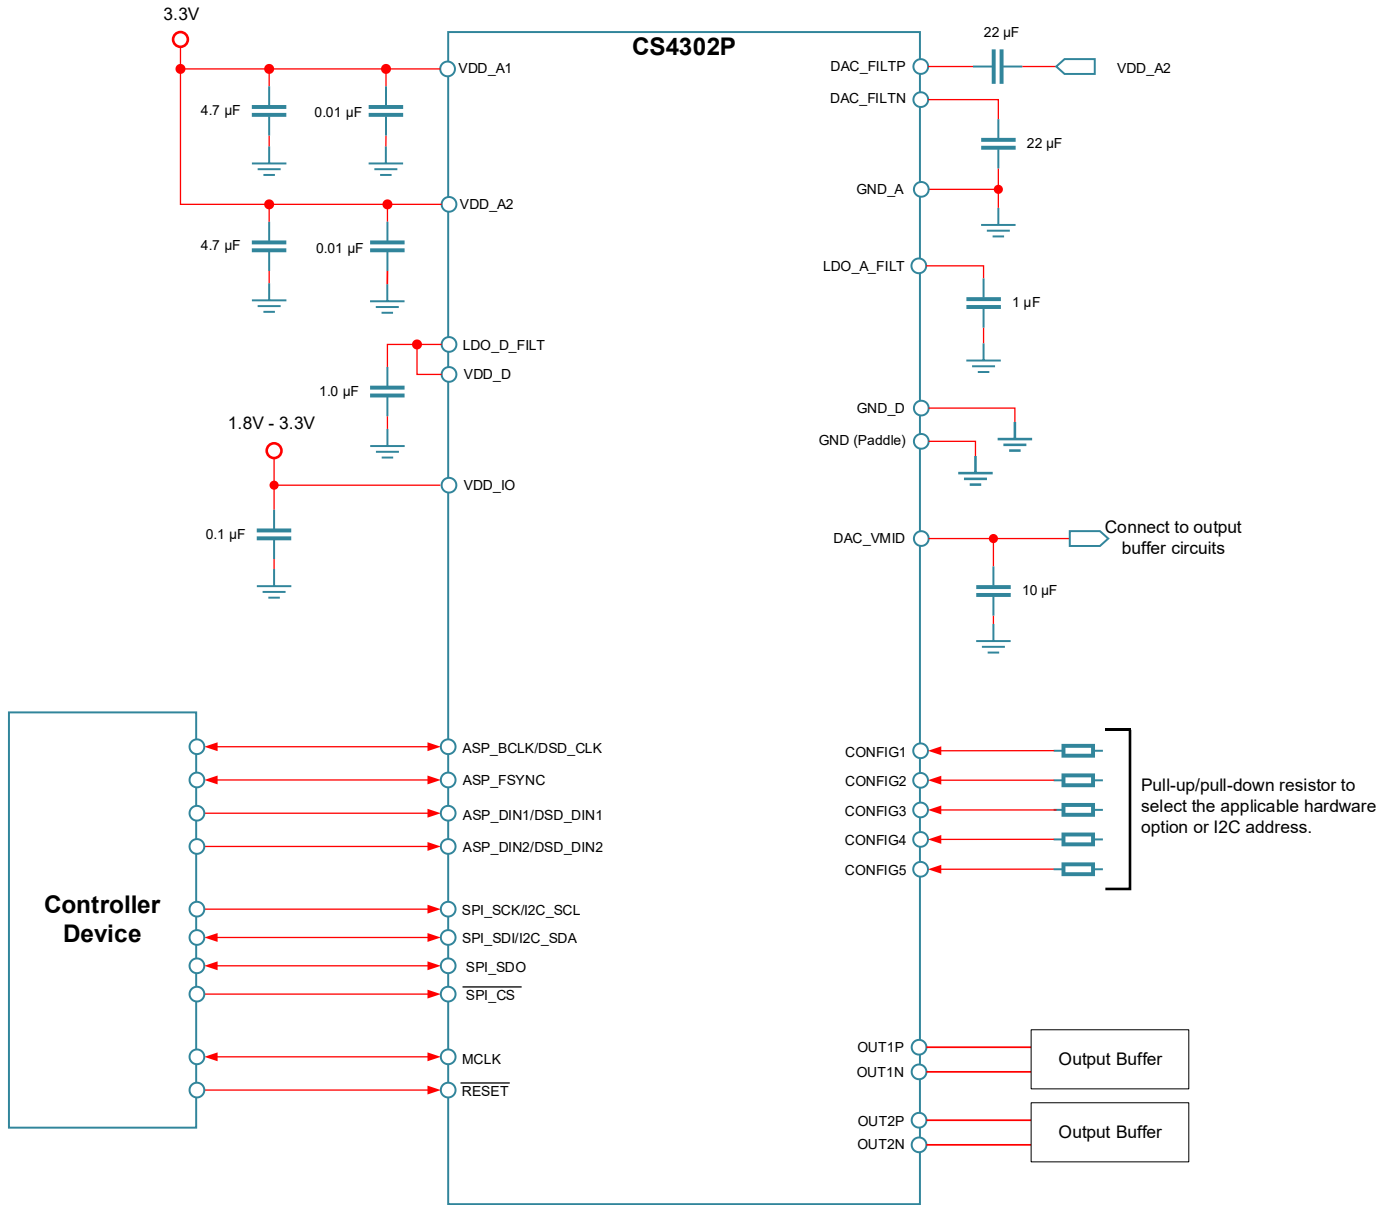 3.3V
CS4302P
VDD_A1
4.7 µF
0.01 µF
VDD_A2
4.7 µF
0.01 µF
LDO_D_FILT
VDD_D
1.0 µF
1.8V - 3.3V
VDD_IO
0.1 µF
22 µF
DAC_FILTP
VDD_A2
DAC_FILTN
22 µF
GND_A
LDO_A_FILT
1 µF
GND_D
GND (Paddle)
DAC_VMID
Connect to output
buffer circuits
10 µF
Controller
Device
ASP_BCLK/DSD_CLK
ASP_FSYNC
ASP_DIN1/DSD_DIN1
ASP_DIN2/DSD_DIN2
SPI_SCK/I2C_SCL
SPI_SDI/I2C_SDA
SPI_SDO
SPI_CS
MCLK
RESET
CONFIG1
CONFIG2
CONFIG3
CONFIG4
CONFIG5
Pull-up/pull-down resistor to
select the applicable hardware
option or I2C address.
OUT1P
OUT1N
Output Buffer
OUT2P
OUT2N
Output Buffer